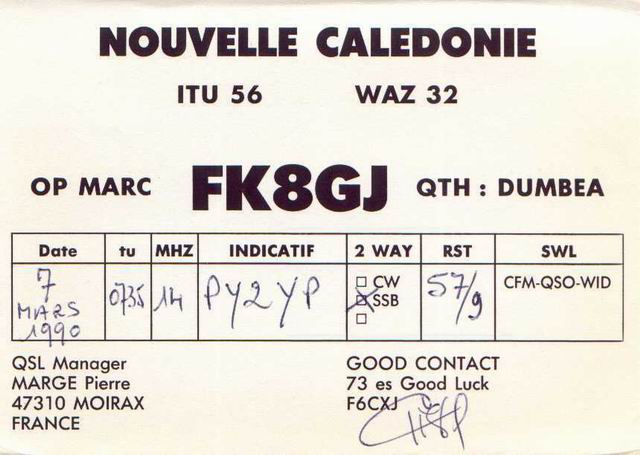 NOUVELLE CALEDONIE
ITU 56 WAZ 32
OP MARC FK8GJ QTH : DUMBEA
Date tu MHZ INDICATIF 2 WAY RST SWL
7 MARS 1990 0735 14 PY2YP CW SSB 57/9 CFM-QSO-WID
QSL Manager
MARGE Pierre
47310 MOIRAX
FRANCE
GOOD CONTACT
73 es Good Luck
F6CXJ